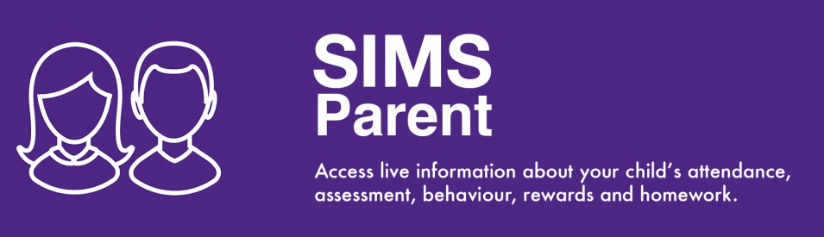 SIMS
Parent
Access live information about your child's attendance,
assessment, behaviour, rewards and homework.